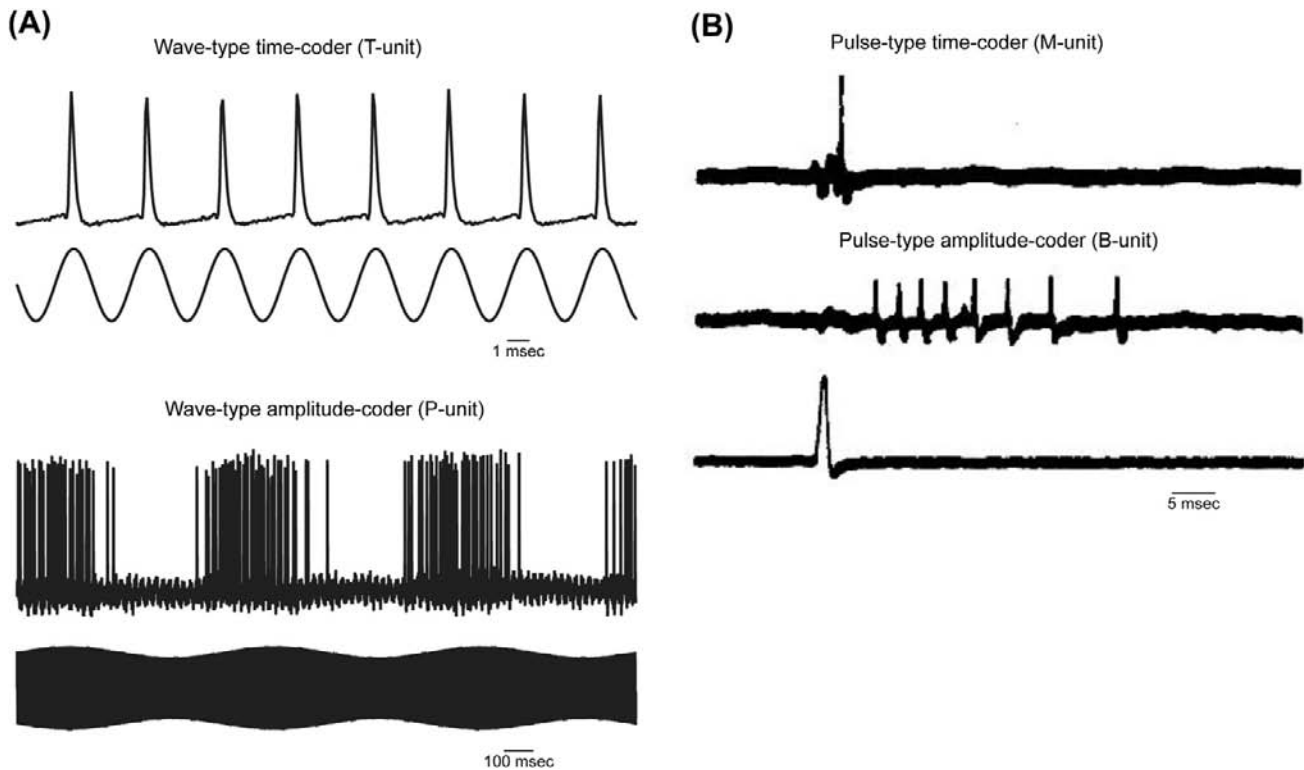 (A)
Wave-type time-coder (T-unit)
1 msec
Wave-type amplitude-coder (P-unit)
100 msec
(B)
Pulse-type time-coder (M-unit)
Pulse-type amplitude-coder (B-unit)
5 msec